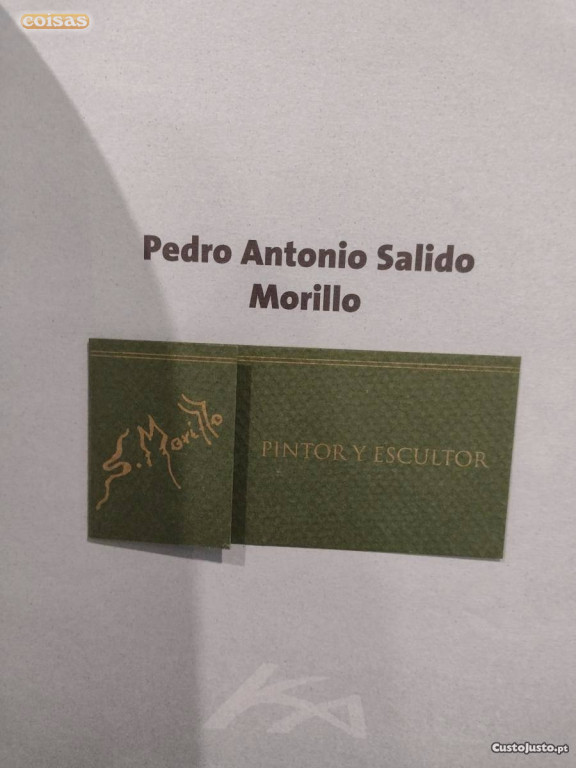 coisas
Pedro Antonio Salido
Morillo
S. Morillo
PINTOR Y ESCULTOR
CustoJusto.pt